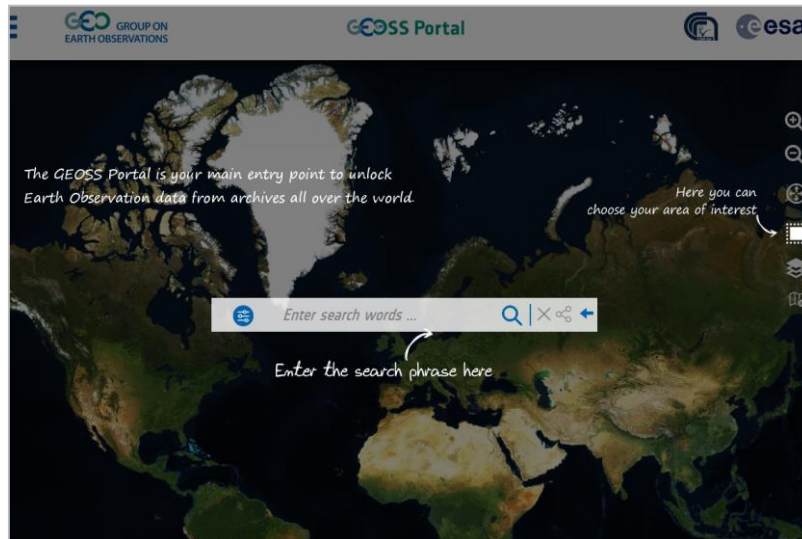 GEO GROUP ON
EARTH OBSERVATIONS
GEOSS Portal
esa
The GEOSS Portal is your main entry point to unlock
Earth Observation data from archives all over the world.
Here you can
choose your area of interest
Enter search words ...
Enter the search phrase here